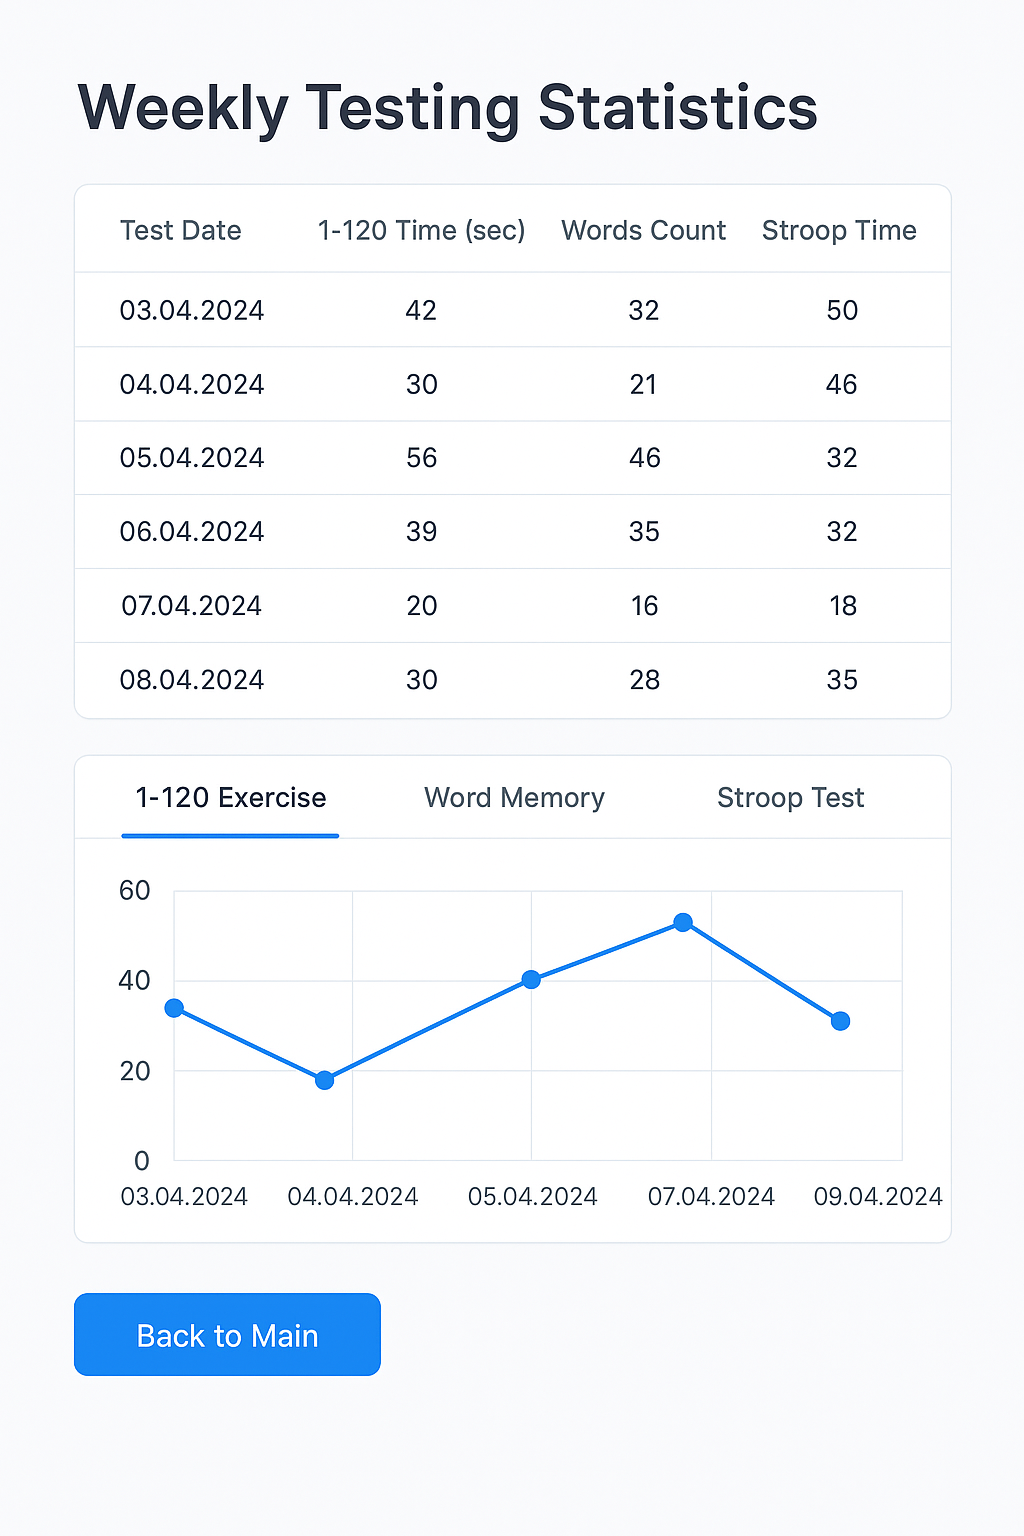 Weekly Testing Statistics
Test Date 1-120 Time (sec) Words Count Stroop Time
03.04.2024 42 32 50
04.04.2024 30 21 46
05.04.2024 56 46 32
06.04.2024 39 35 32
07.04.2024 20 16 18
08.04.2024 30 28 35
1-120 Exercise Word Memory Stroop Test
60
40
20
0
03.04.2024 04.04.2024 05.04.2024 07.04.2024 09.04.2024
Back to Main